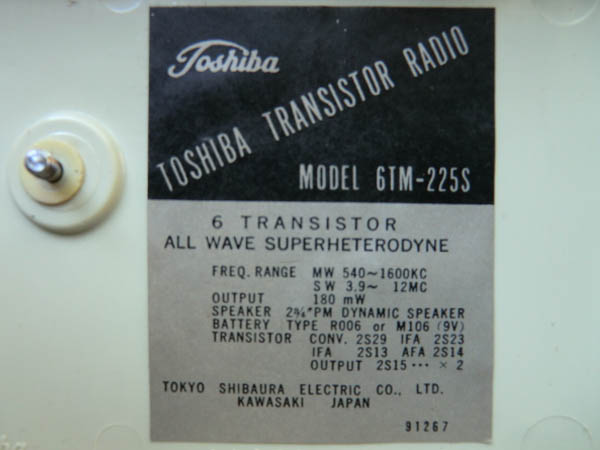 Toshiba
TOSHIBA TRANSISTOR RADIO
MODEL 6TM-225S
6 TRANSISTOR
ALL WAVE SUPERHETERODYNE
FREQ. RANGE MW 540~1600KC
SW 3.9~ 12MC
OUTPUT 180 mW
SPEAKER 2¾"PM DYNAMIC SPEAKER
BATTERY TYPE R006 or M106 (9V)
TRANSISTOR CONV. 2S29 IFA 2S23
IFA 2S13 AFA 2S14
OUTPUT 2S15 ··· × 2
TOKYO SHIBAURA ELECTRIC CO., LTD.
KAWASAKI JAPAN
91267